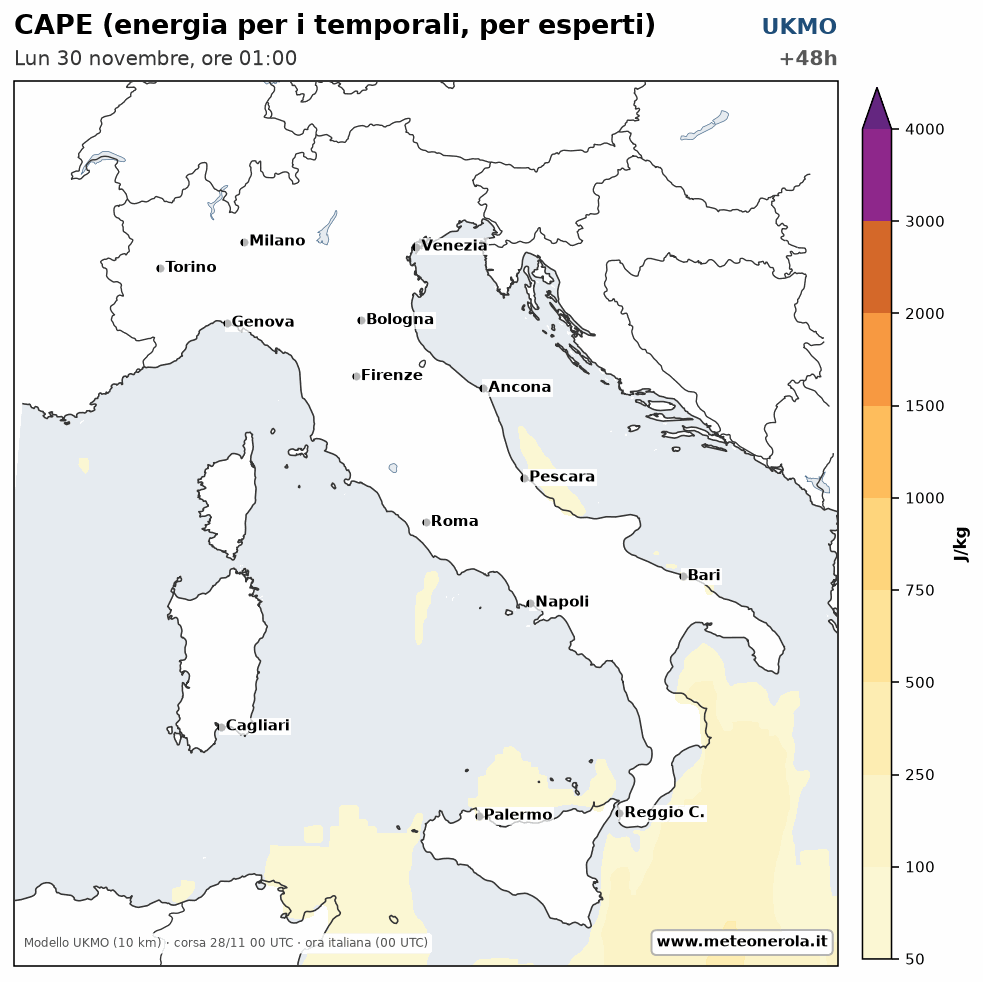 CAPE (energia per i temporali, per esperti)
UKMO
Lun 30 novembre, ore 01:00
+48h
4000
3000
2000
1500
1000
750
500
250
100
50
J/kg
Milano
Venezia
Torino
Genova
Bologna
Firenze
Ancona
Pescara
Roma
Bari
Napoli
Cagliari
Palermo
Reggio C.
Modello UKMO (10 km) · corsa 28/11 00 UTC · ora italiana (00 UTC)
www.meteonerola.it